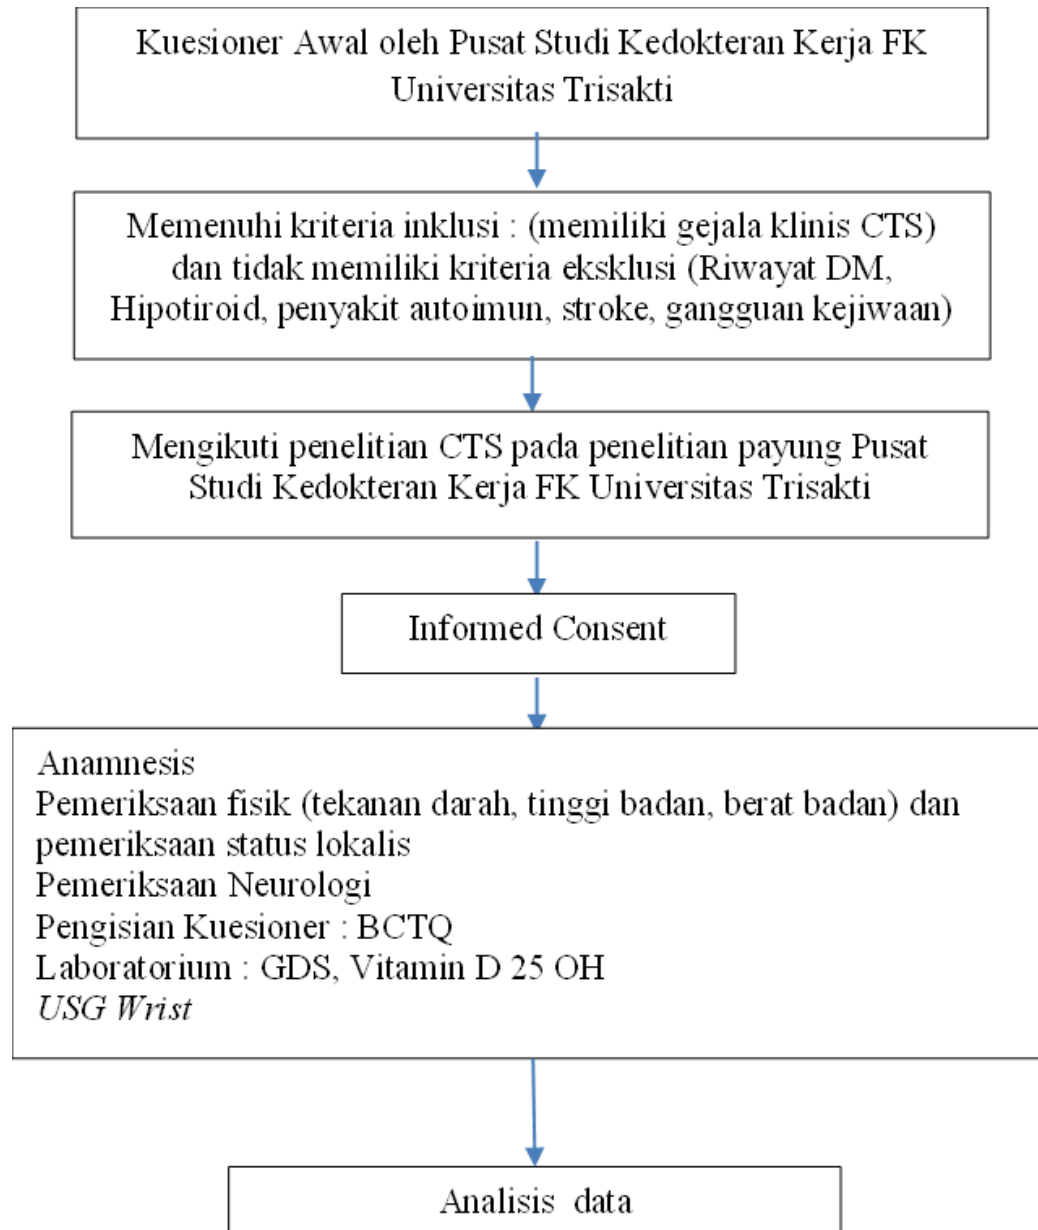 Kuesioner Awal oleh Pusat Studi Kedokteran Kerja FK
Universitas Trisakti
Memenuhi kriteria inklusi : (memiliki gejala klinis CTS)
dan tidak memiliki kriteria eksklusi (Riwayat DM,
Hipotiroid, penyakit autoimun, stroke, gangguan kejiwaan)
Mengikuti penelitian CTS pada penelitian payung Pusat
Studi Kedokteran Kerja FK Universitas Trisakti
Informed Consent
Anamnesis
Pemeriksaan fisik (tekanan darah, tinggi badan, berat badan) dan
pemeriksaan status lokalis
Pemeriksaan Neurologi
Pengisian Kuesioner : BCTQ
Laboratorium : GDS, Vitamin D 25 OH
USG Wrist
Analisis data